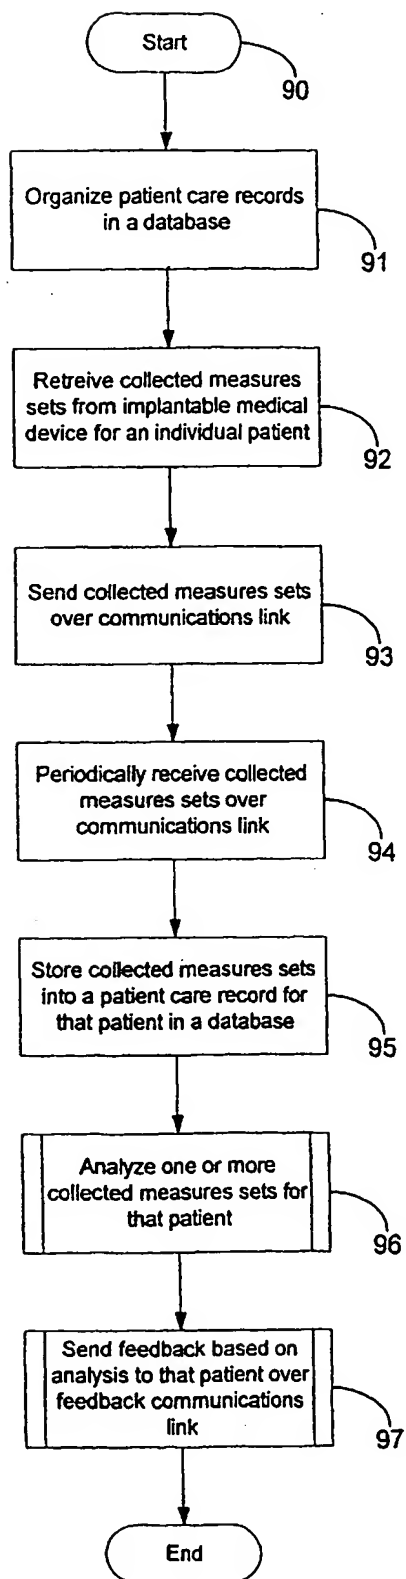 Start
90
Organize patient care records
in a database
91
Retreive collected measures
sets from implantable medical
device for an individual patient
92
Send collected measures sets
over communications link
93
Periodically receive collected
measures sets over
communications link
94
Store collected measures sets
into a patient care record for
that patient in a database
95
Analyze one or more
collected measures sets for
that patient
96
Send feedback based on
analysis to that patient over
feedback communications
link
97
End